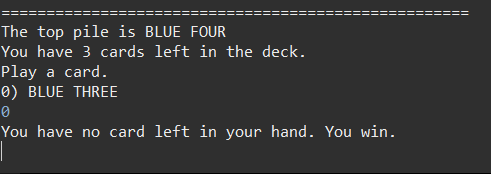 ====================================================
The top pile is BLUE FOUR
You have 3 cards left in the deck.
Play a card.
0) BLUE THREE
0
You have no card left in your hand. You win.